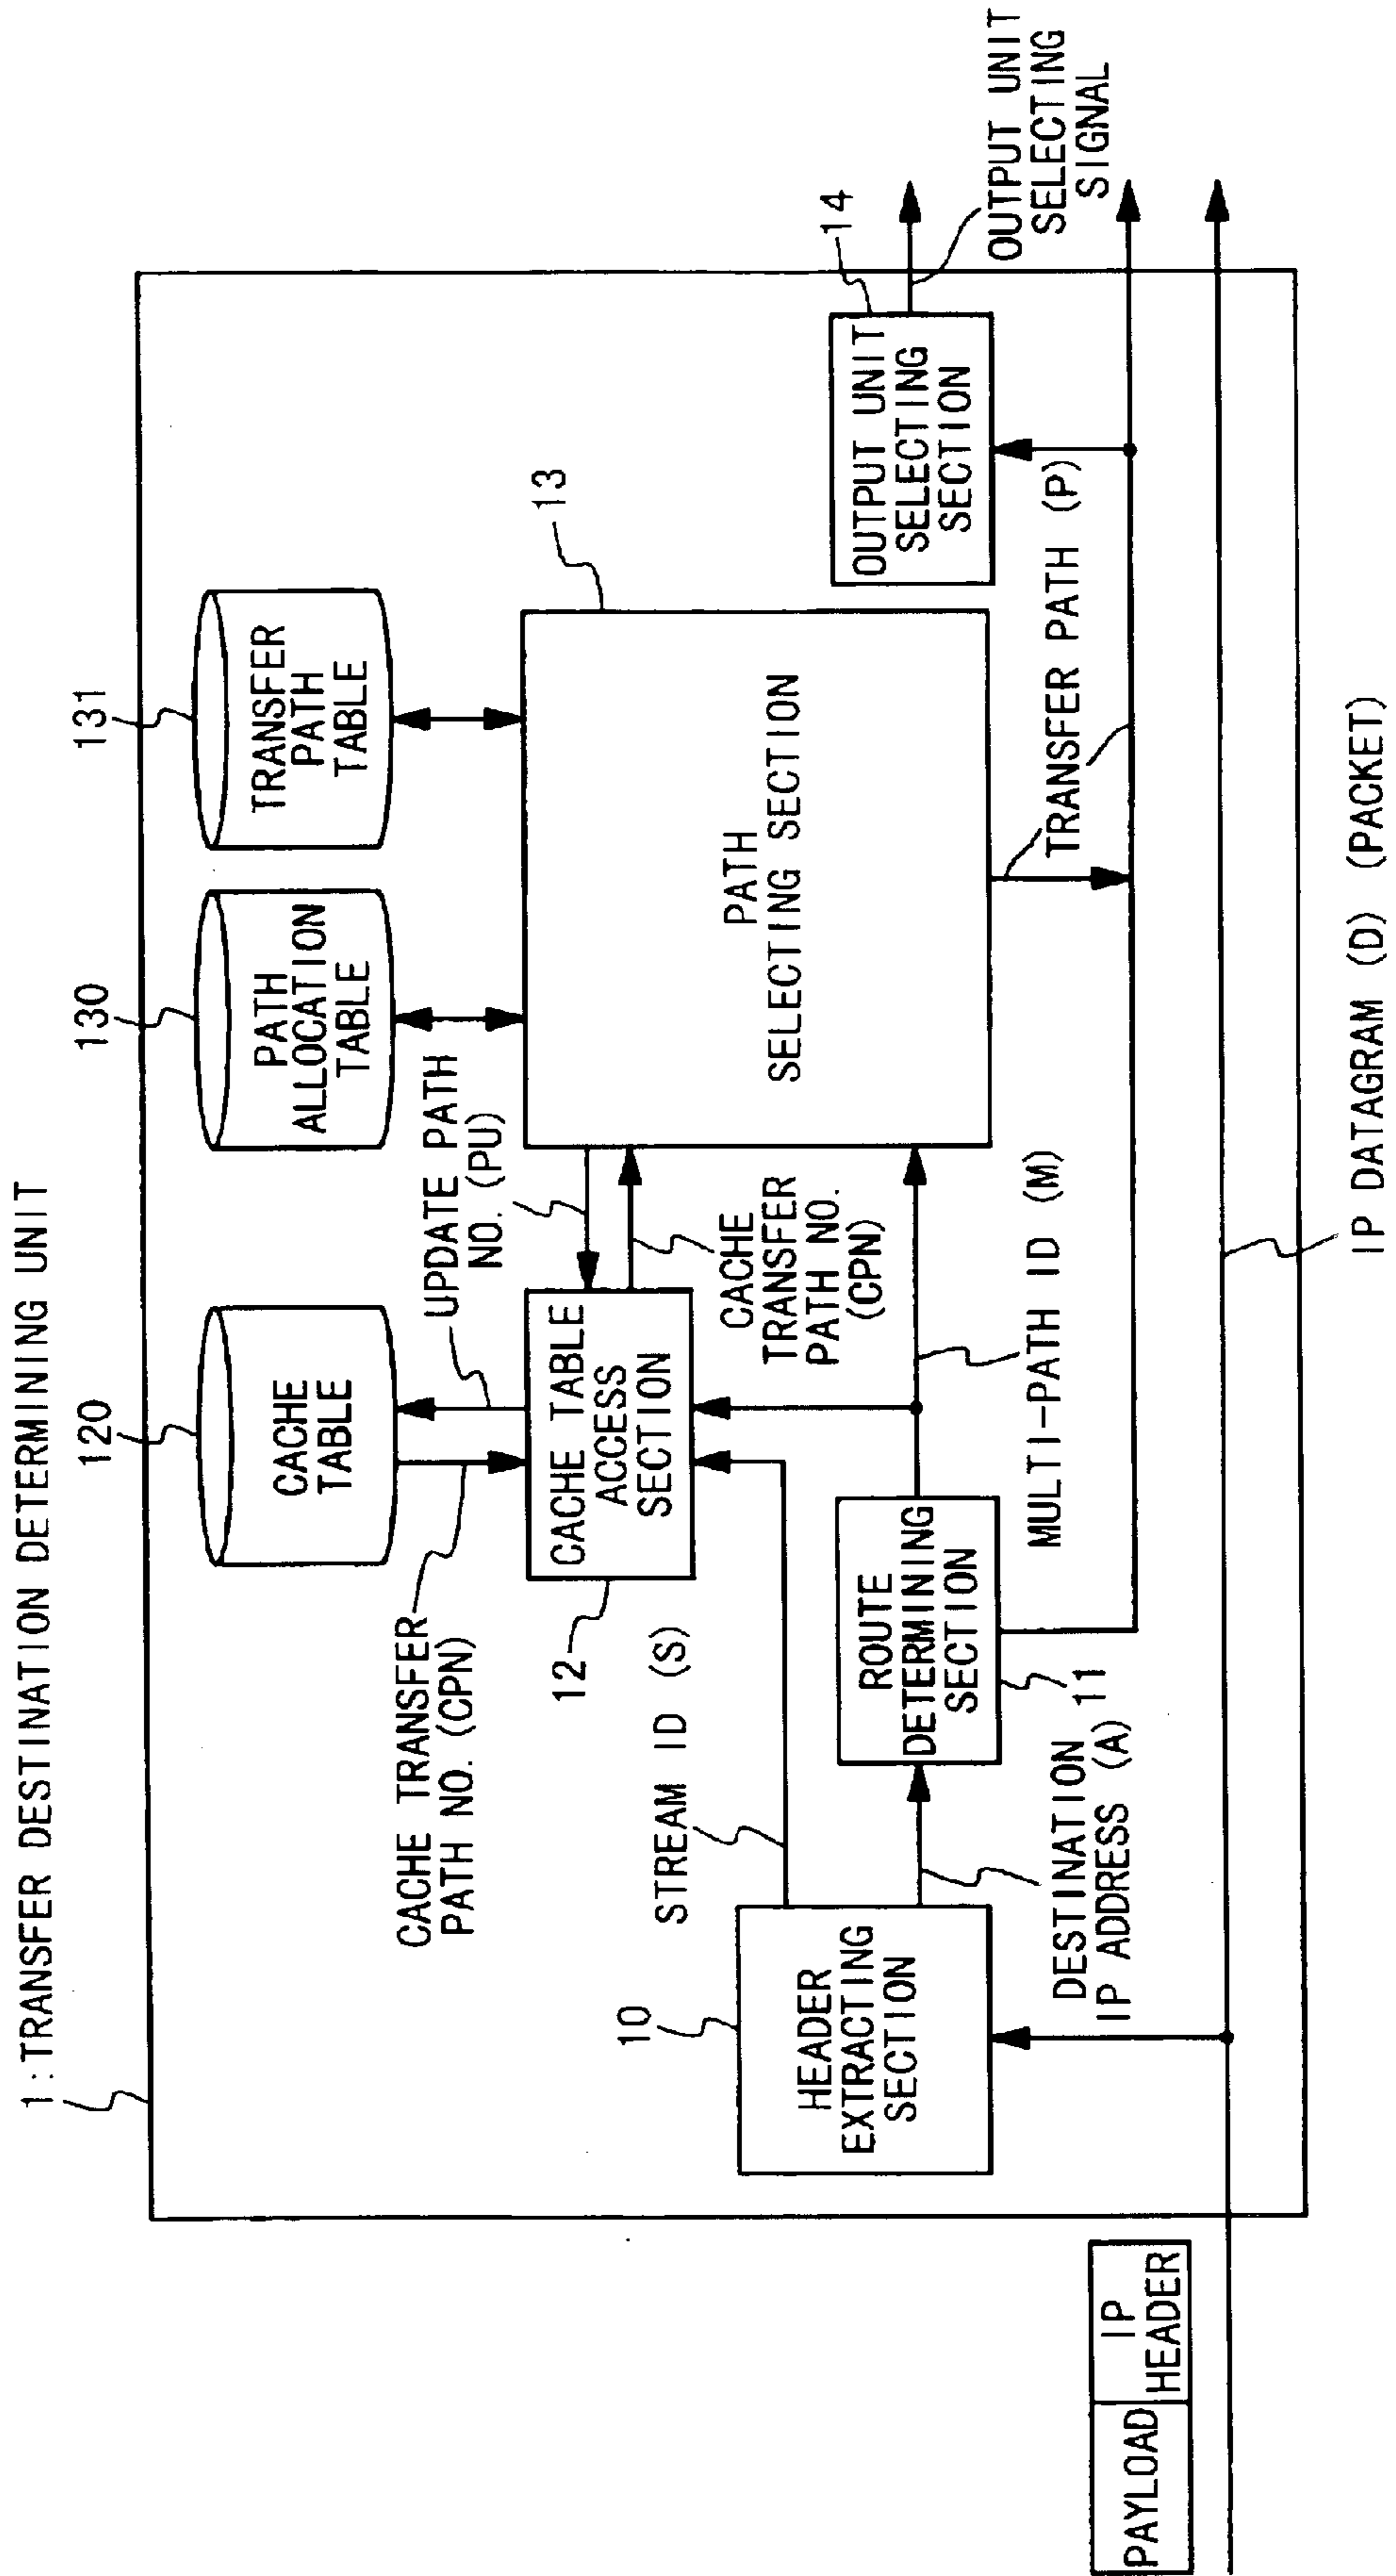 1:TRANSFER DESTINATION DETERMINING UNIT
120
130
131
CACHE
TABLE
PATH
ALLOCATION
TABLE
TRANSFER
PATH
TABLE
CACHE TRANSFER
PATH NO. (CPN)
UPDATE PATH
NO. (PU)
13
12
CACHE TABLE
ACCESS
SECTION
CACHE
TRANSFER
PATH NO.
(CPN)
PATH
SELECTING SECTION
STREAM ID (S)
10
HEADER
EXTRACTING
SECTION
ROUTE
DETERMINING
SECTION
11
14
OUTPUT UNIT
SELECTING
SECTION
OUTPUT UNIT
SELECTING
SIGNAL
DESTINATION
IP ADDRESS (A)
MULTI-PATH ID (M)
TRANSFER PATH (P)
PAYLOAD
IP
HEADER
IP DATAGRAM (D) (PACKET)